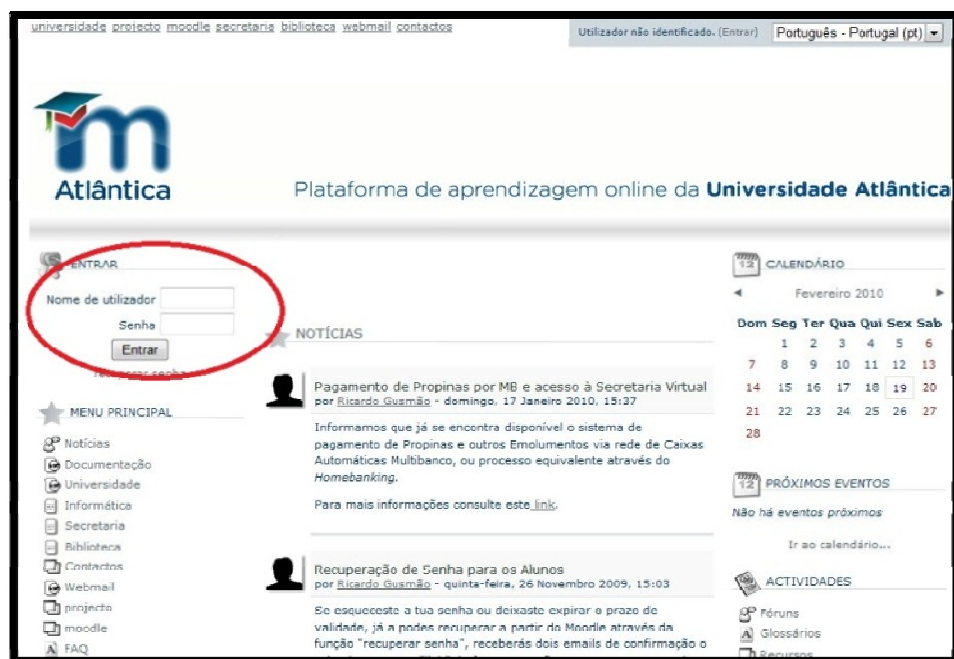 universidade projecto moodle secretaria biblioteca webmail contactos
Utilizador não identificado. (Entrar)
Português - Portugal (pt)
m
Atlântica
Plataforma de aprendizagem online da Universidade Atlântica
ENTRAR
Nome de utilizador
Senha
Entrar
recuperar senha
MENU PRINCIPAL
Notícias
Documentação
Universidade
Informática
Secretaria
Biblioteca
Contactos
Webmail
projecto
moodle
FAQ
NOTÍCIAS
Pagamento de Propinas por MB e acesso à Secretaria Virtual
por Ricardo Gusmão - domingo, 17 Janeiro 2010, 15:37
Informamos que já se encontra disponível o sistema de
pagamento de Propinas e outros Emolumentos via rede de Caixas
Automáticas Multibanco, ou processo equivalente através do
Homebanking.
Para mais informações consulte este link.
Recuperação de Senha para os Alunos
por Ricardo Gusmão - quinta-feira, 26 Novembro 2009, 15:03
Se esqueceste a tua senha ou deixaste expirar o prazo de
validade, já a podes recuperar a partir do Moodle através da
função "recuperar senha", receberás dois emails de confirmação o
12 CALENDÁRIO
◄ Fevereiro 2010 ►
Dom Seg Ter Qua Qui Sex Sab
1 2 3 4 5 6
7 8 9 10 11 12 13
14 15 16 17 18 19 20
21 22 23 24 25 26 27
28
12 PRÓXIMOS EVENTOS
Não há eventos próximos
Ir ao calendário...
ACTIVIDADES
Fóruns
Glossários
Recursos